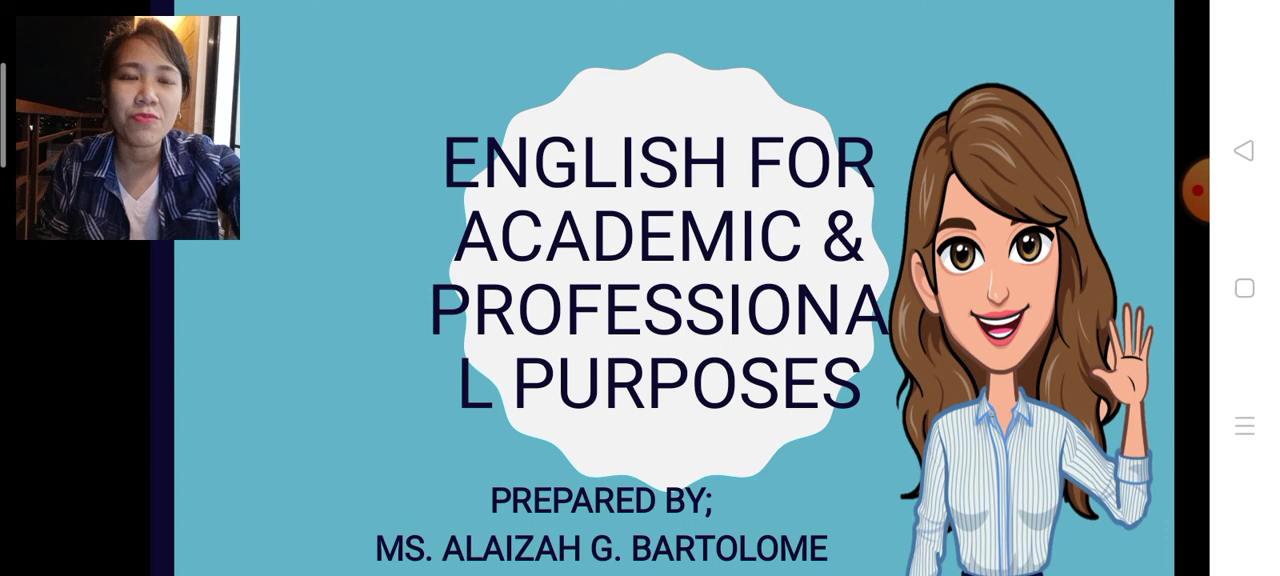 ENGLISH FOR
ACADEMIC &
PROFESSIONA
L PURPOSES
PREPARED BY;
MS. ALAIZAH G. BARTOLOME